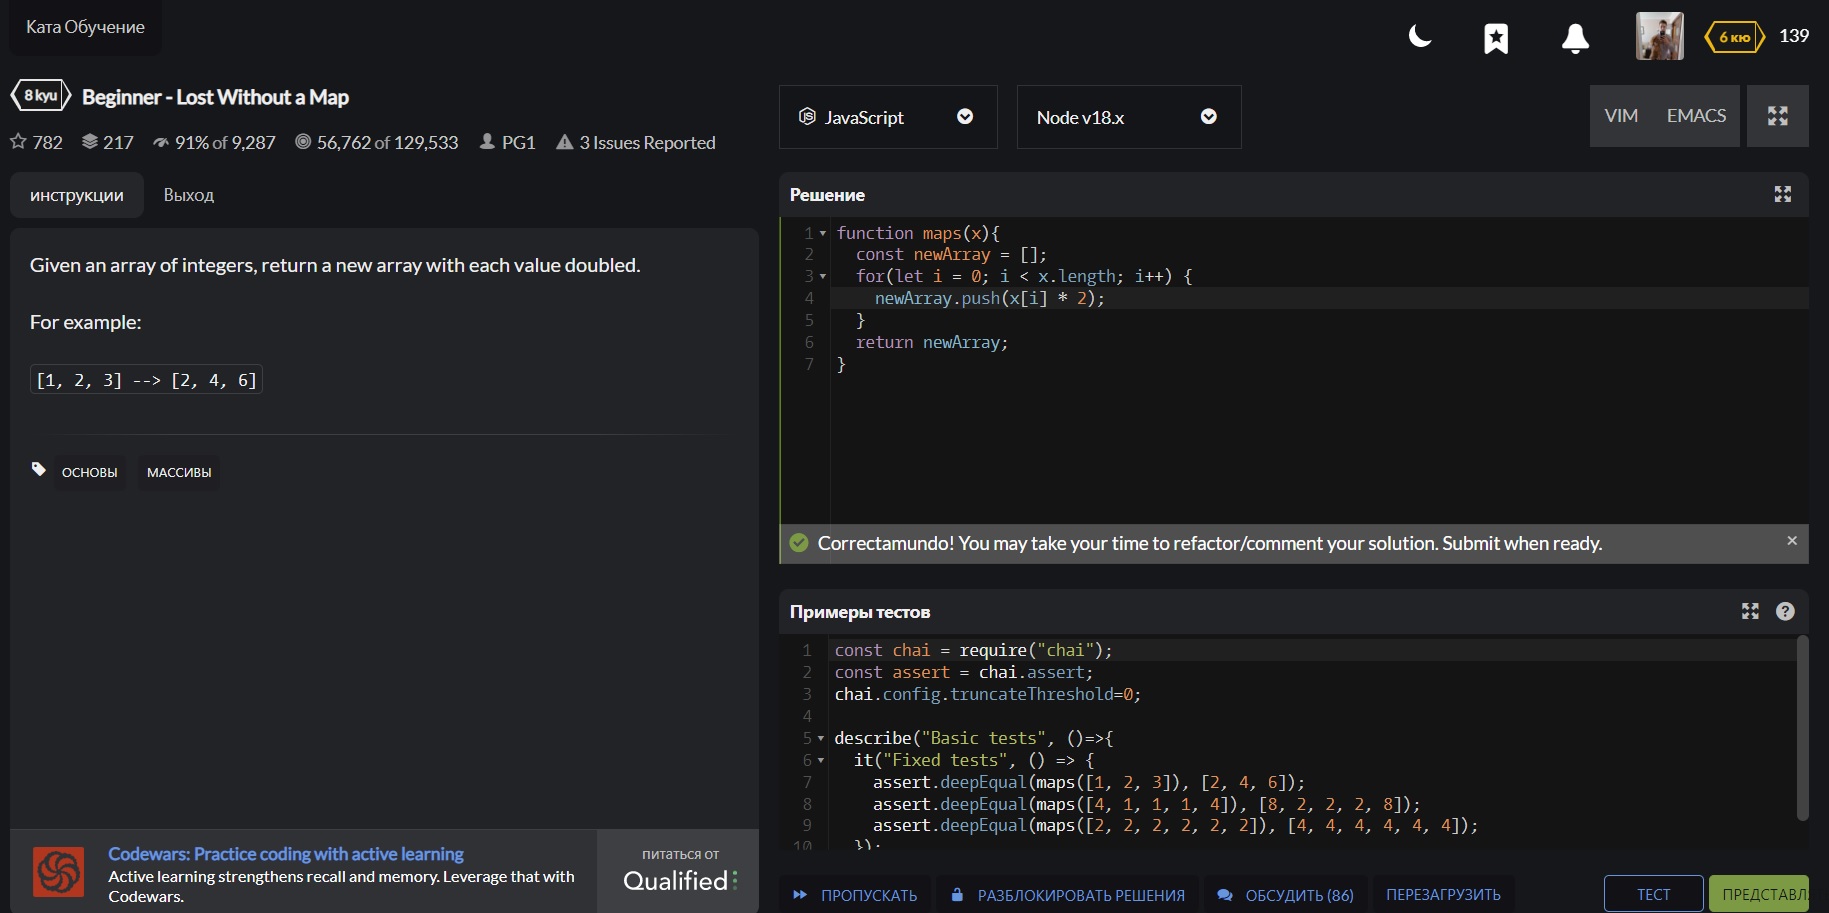 Ката Обучение
6 кю 139
8 kyu Beginner - Lost Without a Map
782 217 91% of 9,287 56,762 of 129,533 PG1 3 Issues Reported
JavaScript Node v18.x VIM EMACS
инструкции Выход
Given an array of integers, return a new array with each value doubled.
For example:
[1, 2, 3] --> [2, 4, 6]
ОСНОВЫ МАССИВЫ
Codewars: Practice coding with active learning
Active learning strengthens recall and memory. Leverage that with
Codewars.
питаться от
Qualified
Решение
1 function maps(x){
2 const newArray = [];
3 for(let i = 0; i < x.length; i++) {
4 newArray.push(x[i] * 2);
5 }
6 return newArray;
7 }
Correctamundo! You may take your time to refactor/comment your solution. Submit when ready.
Примеры тестов
1 const chai = require("chai");
2 const assert = chai.assert;
3 chai.config.truncateThreshold=0;
4
5 describe("Basic tests", ()=>{
6 it("Fixed tests", () => {
7 assert.deepEqual(maps([1, 2, 3]), [2, 4, 6]);
8 assert.deepEqual(maps([4, 1, 1, 1, 4]), [8, 2, 2, 2, 8]);
9 assert.deepEqual(maps([2, 2, 2, 2, 2, 2]), [4, 4, 4, 4, 4, 4]);
10 });
ПРОПУСКАТЬ РАЗБЛОКИРОВАТЬ РЕШЕНИЯ ОБСУДИТЬ (86) ПЕРЕЗАГРУЗИТЬ ТЕСТ ПРЕДСТАВЛ